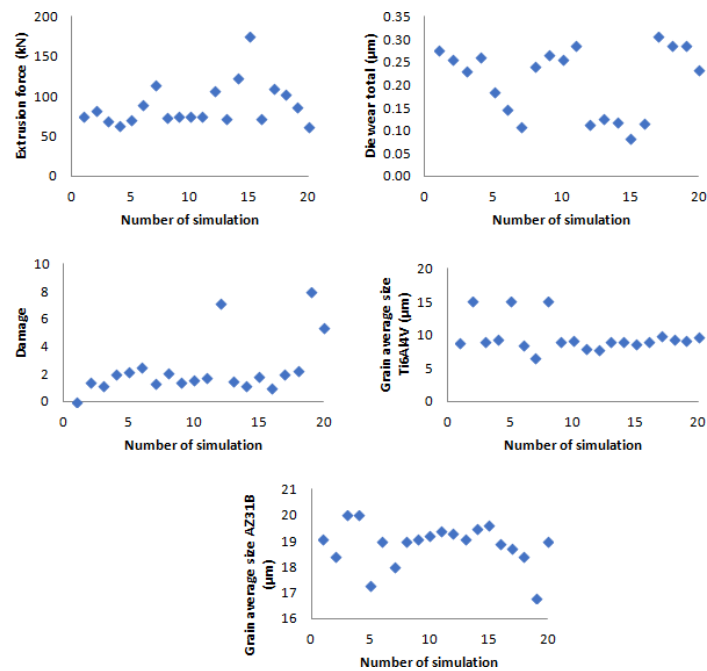 200
150
100
50
0
0 5 10 15 20
Extrusion force (kN)
Number of simulation
0.35
0.30
0.25
0.20
0.15
0.10
0.05
0.00
0 5 10 15 20
Die wear total (µm)
Number of simulation
10
8
6
4
2
0
0 5 10 15 20
Damage
Number of simulation
20
15
10
5
0
0 5 10 15 20
Grain average size
Ti6Al4V (µm)
Number of simulation
21
20
19
18
17
16
0 5 10 15 20
Grain average size AZ31B
(µm)
Number of simulation